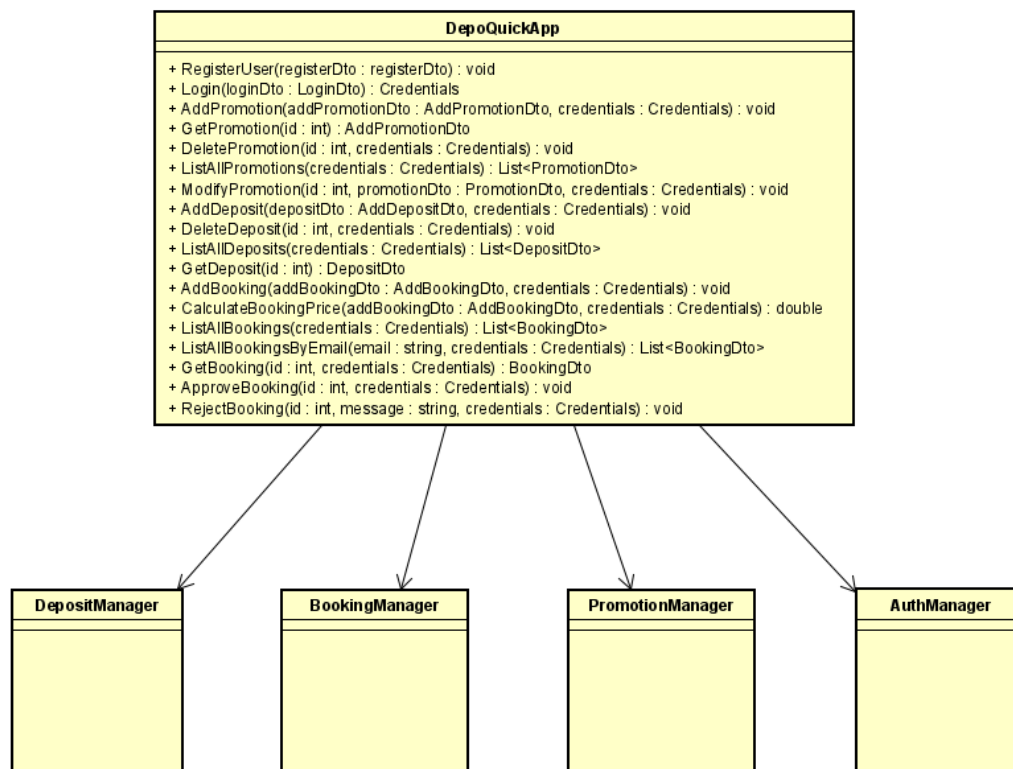 DepoQuickApp
+ RegisterUser(registerDto : registerDto) : void
+ Login(loginDto : LoginDto) : Credentials
+ AddPromotion(addPromotionDto : AddPromotionDto, credentials : Credentials) : void
+ GetPromotion(id : int) : AddPromotionDto
+ DeletePromotion(id : int, credentials : Credentials) : void
+ ListAllPromotions(credentials : Credentials) : List<PromotionDto>
+ ModifyPromotion(id : int, promotionDto : PromotionDto, credentials : Credentials) : void
+ AddDeposit(depositDto : AddDepositDto, credentials : Credentials) : void
+ DeleteDeposit(id : int, credentials : Credentials) : void
+ ListAllDeposits(credentials : Credentials) : List<DepositDto>
+ GetDeposit(id : int) : DepositDto
+ AddBooking(addBookingDto : AddBookingDto, credentials : Credentials) : void
+ CalculateBookingPrice(addBookingDto : AddBookingDto, credentials : Credentials) : double
+ ListAllBookings(credentials : Credentials) : List<BookingDto>
+ ListAllBookingsByEmail(email : string, credentials : Credentials) : List<BookingDto>
+ GetBooking(id : int, credentials : Credentials) : BookingDto
+ ApproveBooking(id : int, credentials : Credentials) : void
+ RejectBooking(id : int, message : string, credentials : Credentials) : void
DepositManager
BookingManager
PromotionManager
AuthManager